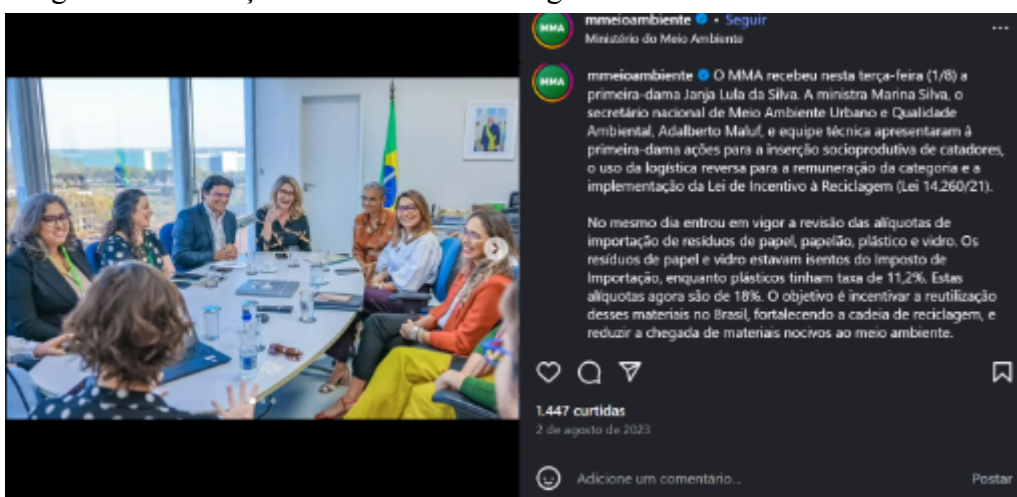 mmeioambiente • Seguir
Ministério do Meio Ambiente
MMA
mmeioambiente O MMA recebeu nesta terça-feira (1/8) a
primeira-dama Janja Lula da Silva. A ministra Marina Silva, o
secretário nacional de Meio Ambiente Urbano e Qualidade
Ambiental, Adalberto Maluf, e equipe técnica apresentaram à
primeira-dama ações para a inserção socioprodutiva de catadores,
o uso da logística reversa para a remuneração da categoria e a
implementação da Lei de Incentivo à Reciclagem (Lei 14.260/21).
No mesmo dia entrou em vigor a revisão das alíquotas de
importação de resíduos de papel, papelão, plástico e vidro. Os
resíduos de papel e vidro estavam isentos do Imposto de
Importação, enquanto plásticos tinham taxa de 11,2%. Estas
alíquotas agora são de 18%. O objetivo é incentivar a reutilização
desses materiais no Brasil, fortalecendo a cadeia de reciclagem, e
reduzir a chegada de materiais nocivos ao meio ambiente.
1.447 curtidas
2 de agosto de 2023
Adicione um comentário... Postar